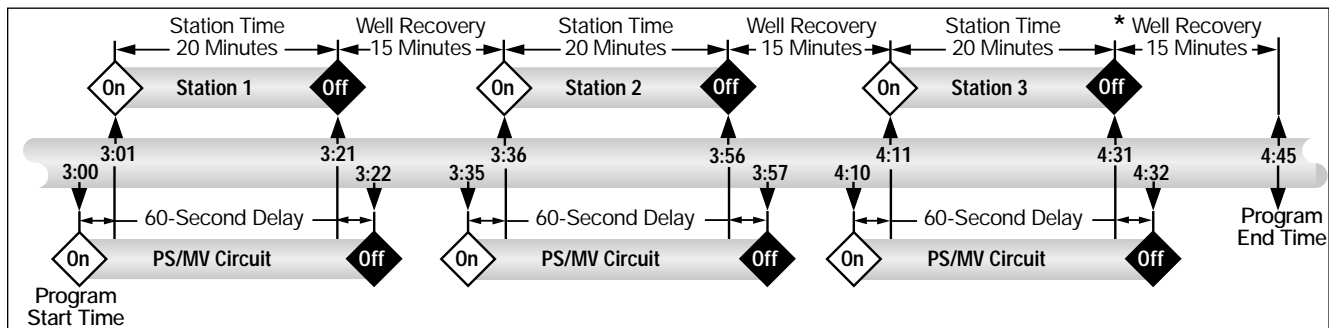 Station Time
20 Minutes
Well Recovery
15 Minutes
Station Time
20 Minutes
Well Recovery
15 Minutes
Station Time
20 Minutes
* Well Recovery
15 Minutes
On
Station 1
Off
On
Station 2
Off
On
Station 3
Off
3:01
3:21
3:36
3:56
4:11
4:31
4:45
3:00
3:22
3:35
3:57
4:10
4:32
60-Second Delay
60-Second Delay
60-Second Delay
Program
End Time
On
PS/MV Circuit
Off
On
PS/MV Circuit
Off
On
PS/MV Circuit
Off
Program
Start Time